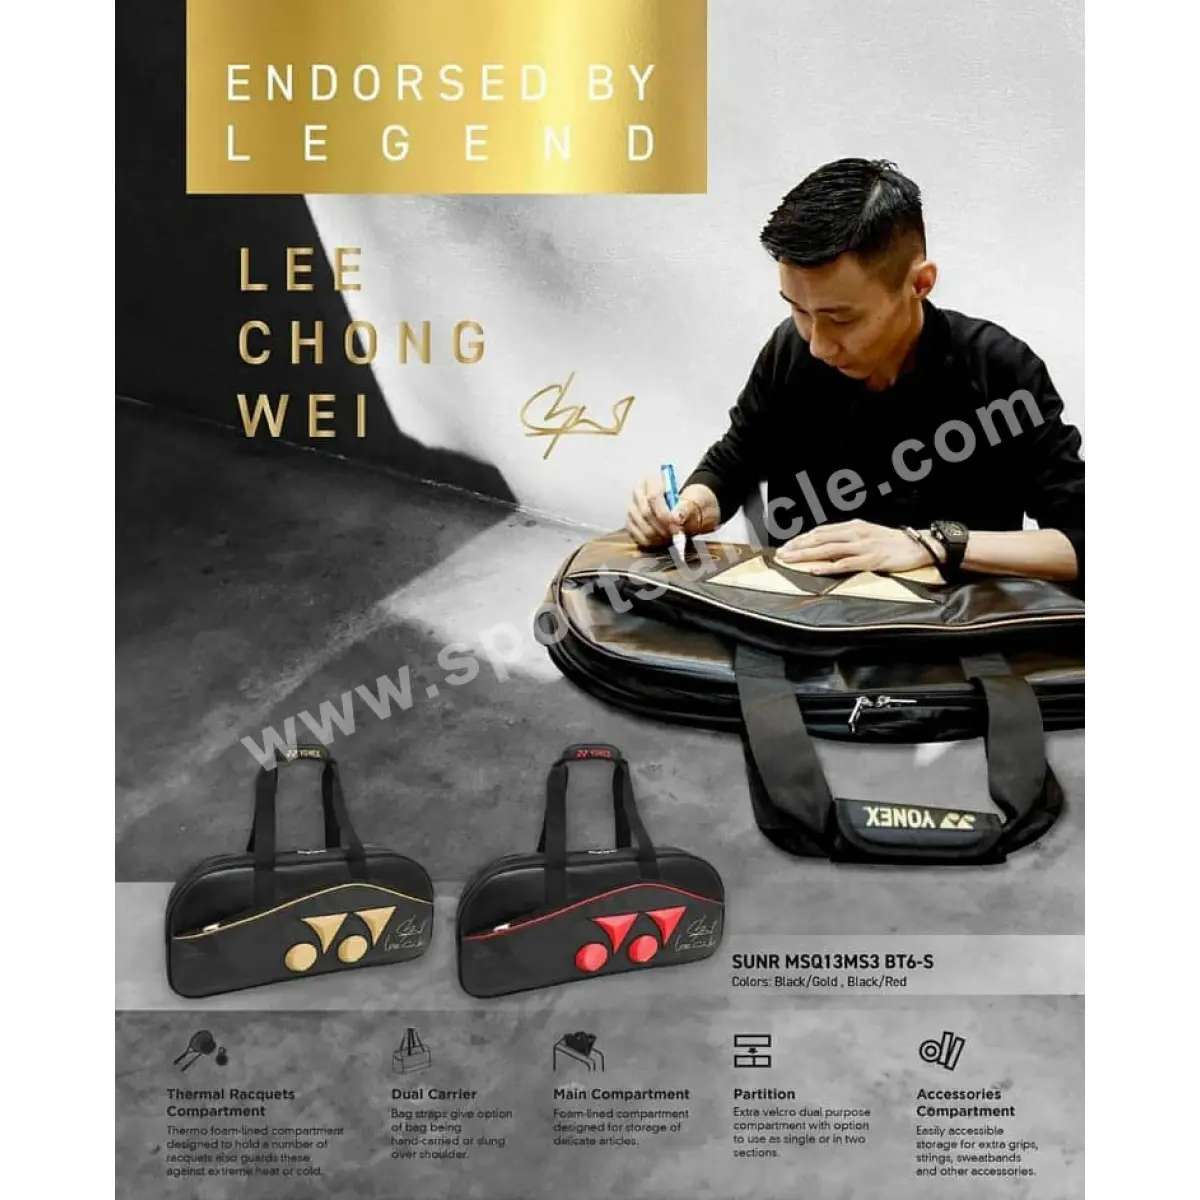 ENDORSED BY
LEGEND
LEE
CHONG
WEI
www.sportsuncle.com
YONEX
YONEX
YONEX
SUNR MSQ13MS3 BT6-S
Colors: Black/Gold , Black/Red
Thermal Racquets
Compartment
Thermo foam-lined compartment
designed to hold a number of
racquets also guards these
against extreme heat or cold.
Dual Carrier
Bag straps give option
of bag being
hand-carried or slung
over shoulder.
Main Compartment
Foam-lined compartment
designed for storage of
delicate articles.
Partition
Extra velcro dual purpose
compartment with option
to use as single or in two
sections.
Accessories
Compartment
Easily accessible
storage for extra grips,
strings, sweatbands
and other accessories.